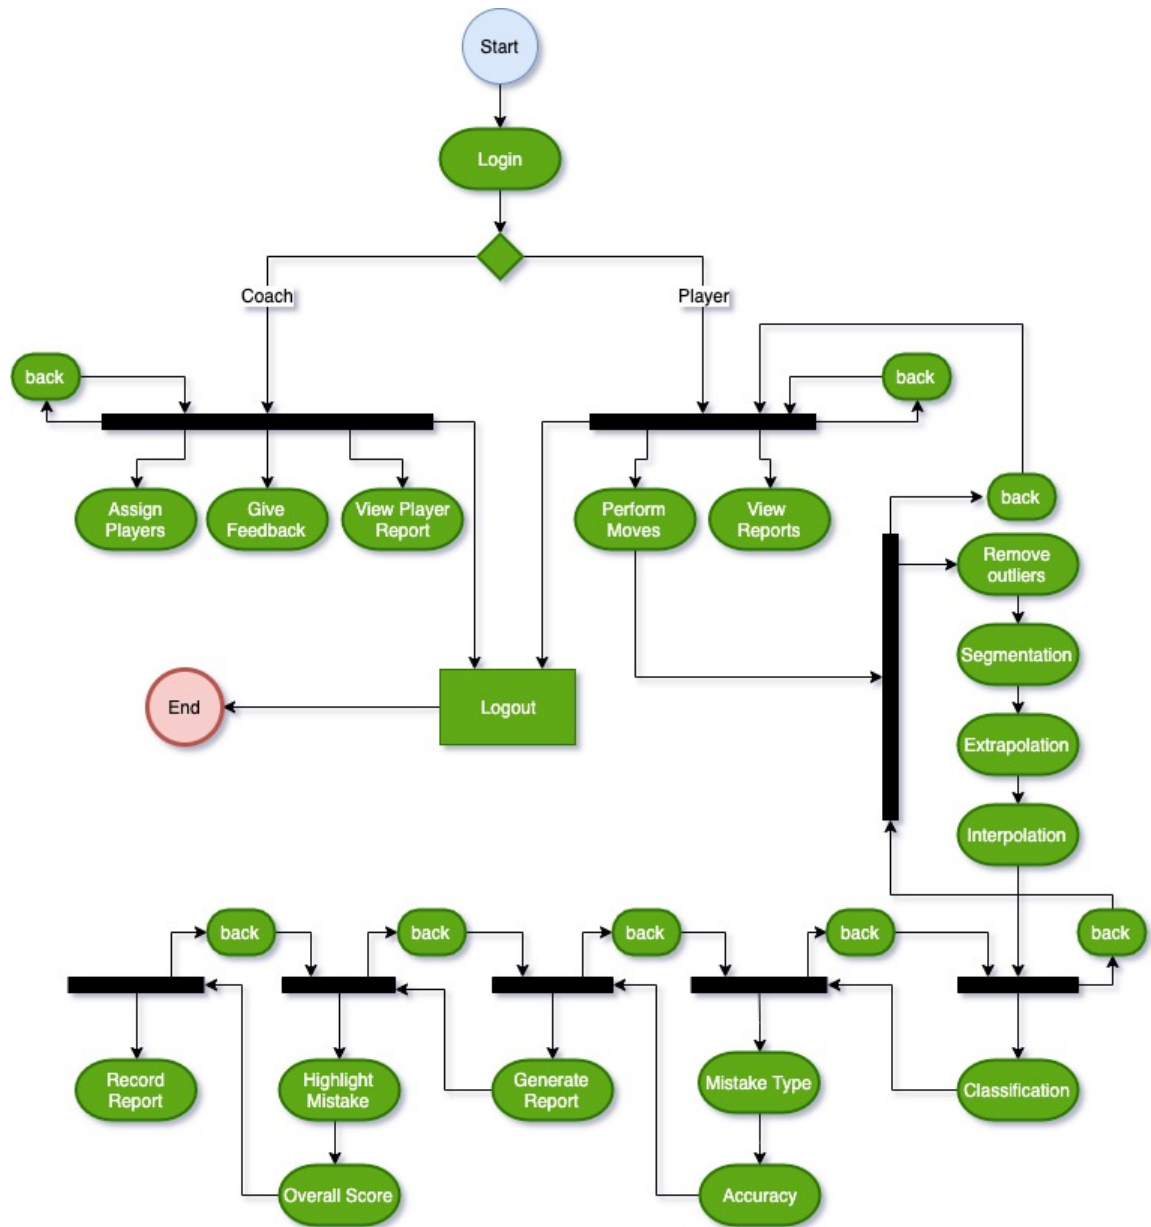 Start
Login
Coach
Player
back
back
Assign
Players
Give
Feedback
View Player
Report
Perform
Moves
View
Reports
back
Remove
outliers
Segmentation
End
Logout
Extrapolation
Interpolation
back
back
back
back
back
Record
Report
Highlight
Mistake
Generate
Report
Mistake Type
Classification
Overall Score
Accuracy